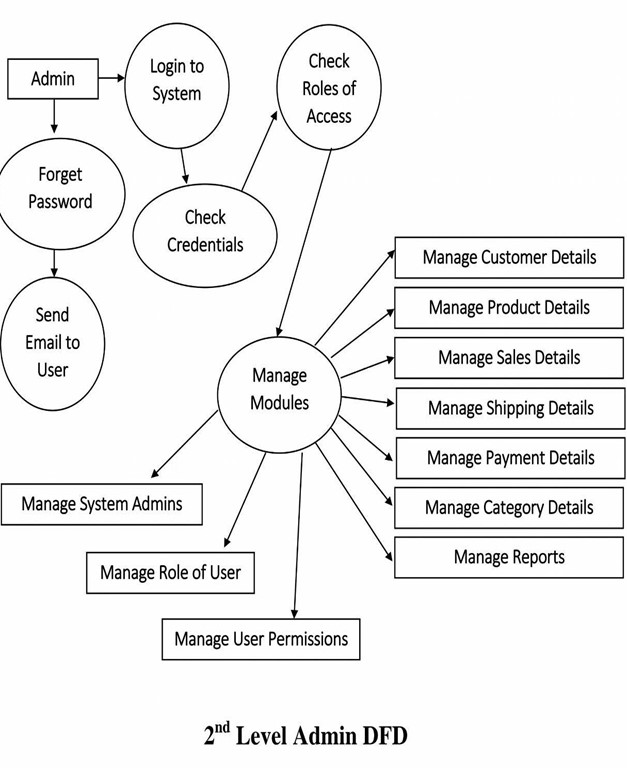 Admin
Login to
System
Check
Roles of
Access
Forget
Password
Check
Credentials
Send
Email to
User
Manage
Modules
Manage Customer Details
Manage Product Details
Manage Sales Details
Manage Shipping Details
Manage Payment Details
Manage Category Details
Manage Reports
Manage System Admins
Manage Role of User
Manage User Permissions
2nd Level Admin DFD